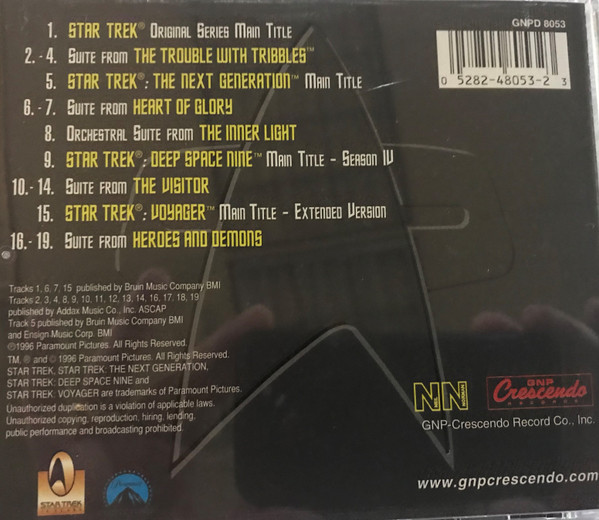 GNPD 8053
1. STAR TREK® ORIGINAL SERIES MAIN TITLE
2. - 4. SUITE FROM THE TROUBLE WITH TRIBBLES™
5. STAR TREK®: THE NEXT GENERATION™ MAIN TITLE
6. - 7. SUITE FROM HEART OF GLORY
8. ORCHESTRAL SUITE FROM THE INNER LIGHT
9. STAR TREK®: DEEP SPACE NINE™ MAIN TITLE - SEASON IV
10. - 14. SUITE FROM THE VISITOR
15. STAR TREK®: VOYAGER™ MAIN TITLE - EXTENDED VERSION
16. - 19. SUITE FROM HEROES AND DEMONS
0 5282-48053-2 3
Tracks 1, 6, 7, 15 published by Bruin Music Company BMI
Tracks 2, 3, 4, 8, 9, 10, 11, 12, 13, 14, 16, 17, 18, 19
published by Addax Music Co., Inc. ASCAP
Track 5 published by Bruin Music Company BMI
and Ensign Music Corp. BMI
℗1996 Paramount Pictures. All Rights Reserved.
TM, ® and © 1996 Paramount Pictures. All Rights Reserved.
STAR TREK, STAR TREK: THE NEXT GENERATION,
STAR TREK: DEEP SPACE NINE and
STAR TREK: VOYAGER are trademarks of Paramount Pictures.
Unauthorized duplication is a violation of applicable laws.
Unauthorized copying, reproduction, hiring, lending,
public performance and broadcasting prohibited.
NN
GNP
Crescendo
RECORDS
GNP-Crescendo Record Co., Inc.
www.gnpcrescendo.com
STAR TREK
Paramount